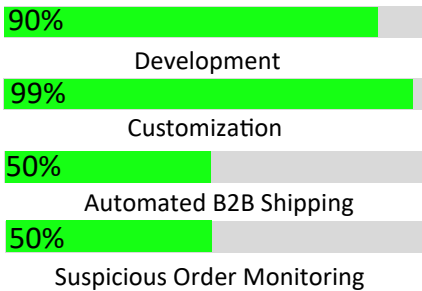 90%
Development
99%
Customization
50%
Automated B2B Shipping
50%
Suspicious Order Monitoring